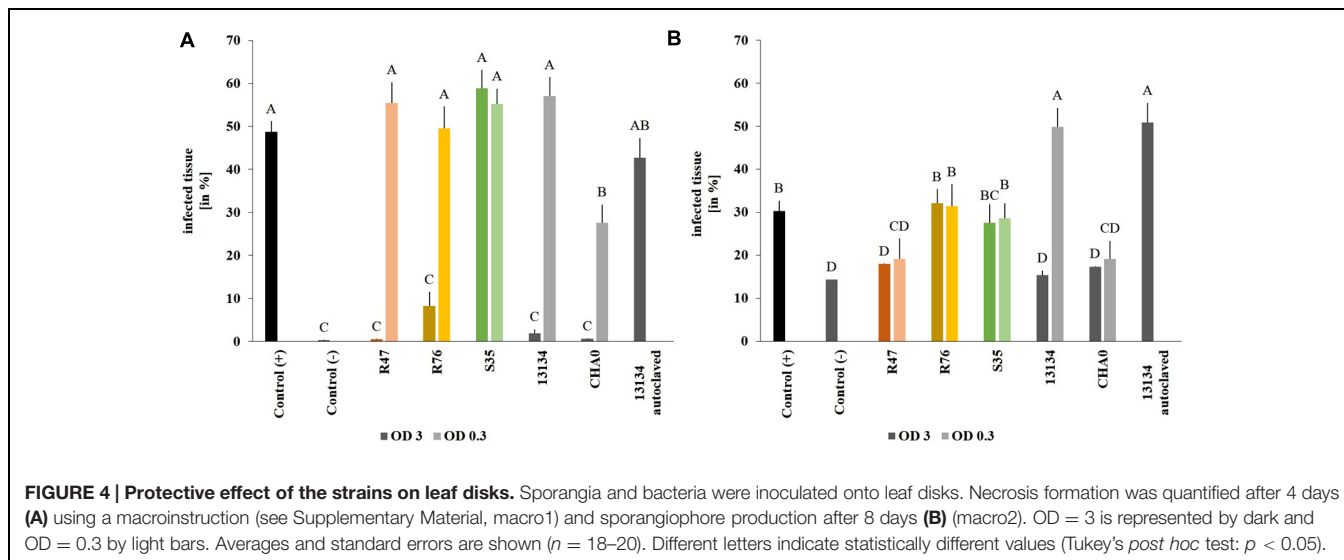 A
infected tissue
[in %]
70
60
50
40
30
20
10
0
A
C
C
A
C
A
A
A
C
A
C
B
AB
Control (+)
Control (-)
R47
R76
S35
13134
CHA0
13134
autoclaved
OD 3
OD 0.3
B
infected tissue
[in %]
70
60
50
40
30
20
10
0
B
D
D
CD
B
B
BC
B
D
A
D
CD
A
Control (+)
Control (-)
R47
R76
S35
13134
CHA0
13134
autoclaved
OD 3
OD 0.3
FIGURE 4 | Protective effect of the strains on leaf disks. Sporangia and bacteria were inoculated onto leaf disks. Necrosis formation was quantified after 4 days
(A) using a macroinstruction (see Supplementary Material, macro1) and sporangiophore production after 8 days (B) (macro2). OD = 3 is represented by dark and
OD = 0.3 by light bars. Averages and standard errors are shown (n = 18–20). Different letters indicate statistically different values (Tukey's post hoc test: p < 0.05).